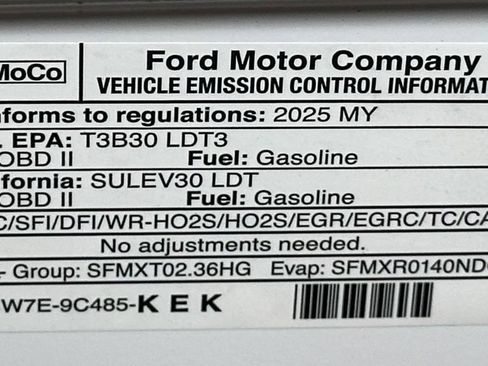 MoCo
Ford Motor Company
VEHICLE EMISSION CONTROL INFORMAT
nforms to regulations: 2025 MY
. EPA: T3B30 LDT3
OBD II Fuel: Gasoline
ifornia: SULEV30 LDT
OBD II Fuel: Gasoline
C/SFI/DFI/WR-HO2S/HO2S/EGR/EGRC/TC/CA
No adjustments needed.
- Group: SFMXT02.36HG Evap: SFMXR0140ND
W7E-9C485-KEK